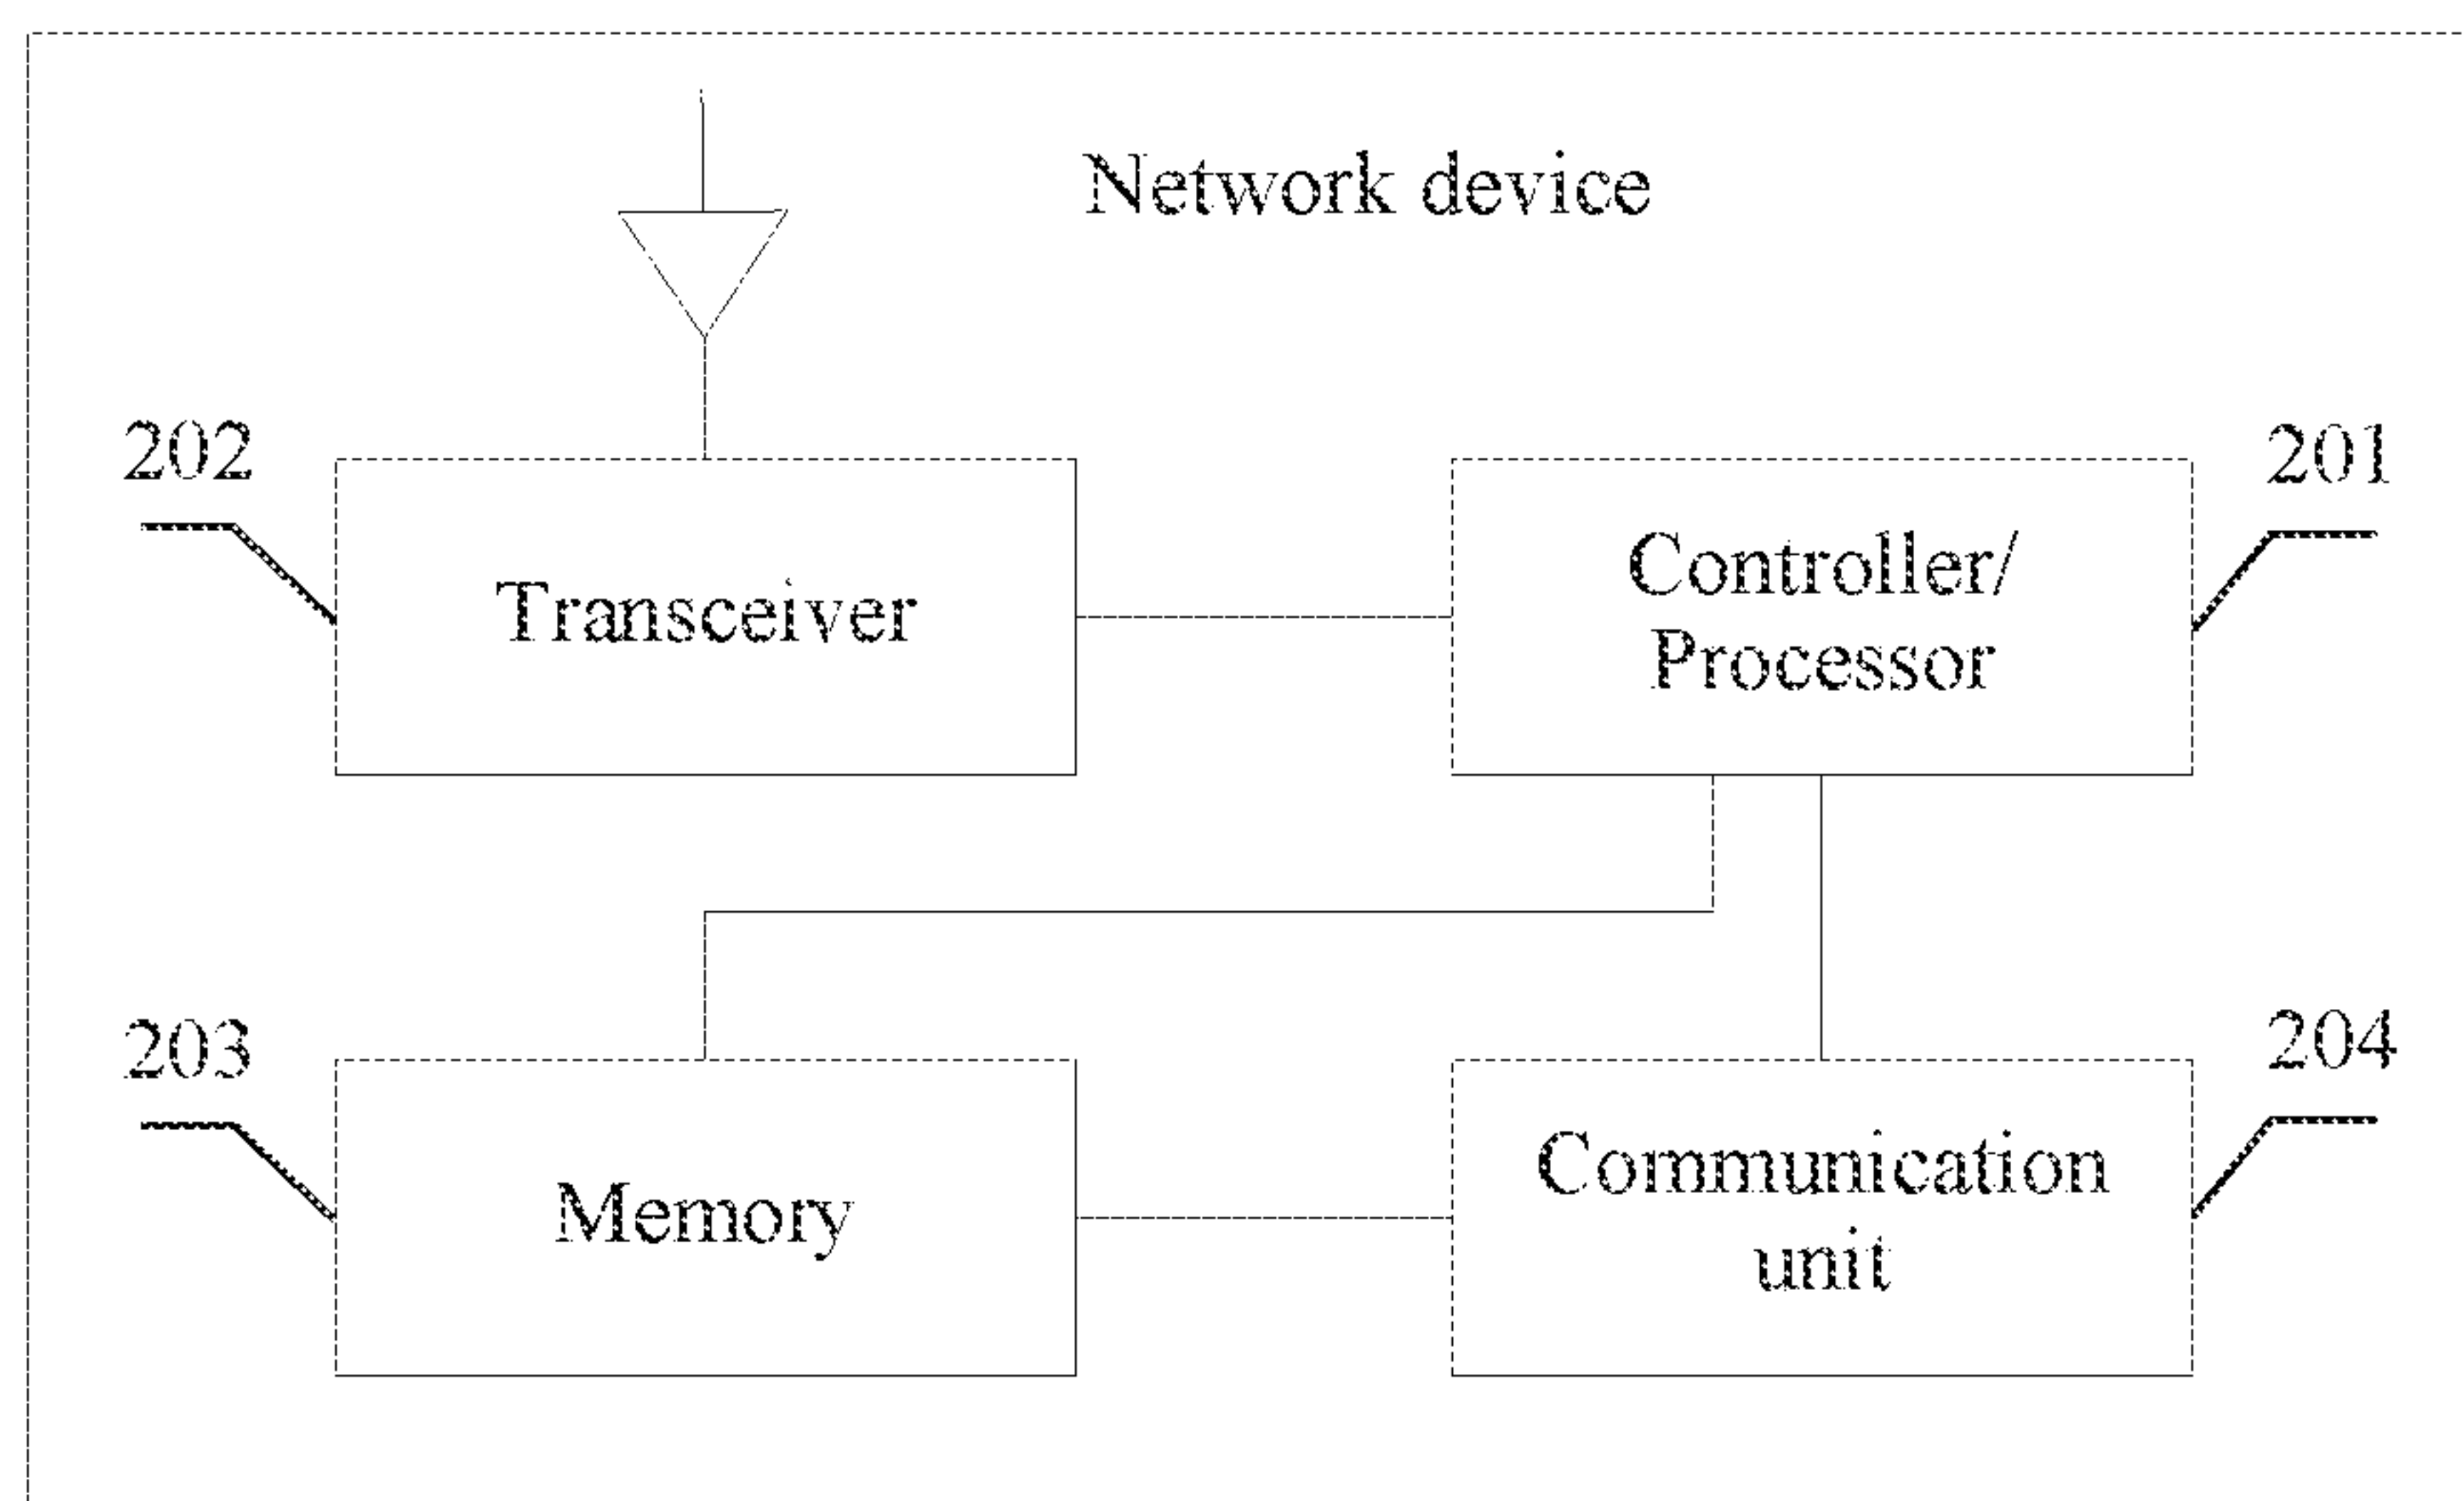 Network device
202
201
Transceiver
Controller/
Processor
203
204
Memory
Communication
unit